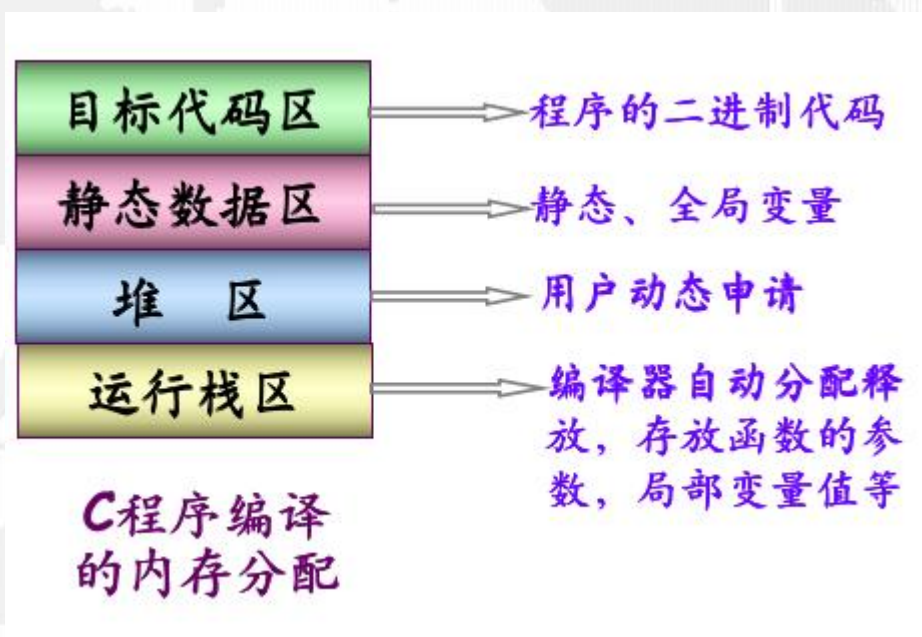 目标代码区
程序的二进制代码
静态数据区
静态、全局变量
堆 区
用户动态申请
运行栈区
编译器自动分配释
放，存放函数的参
数，局部变量值等
C程序编译
的内存分配